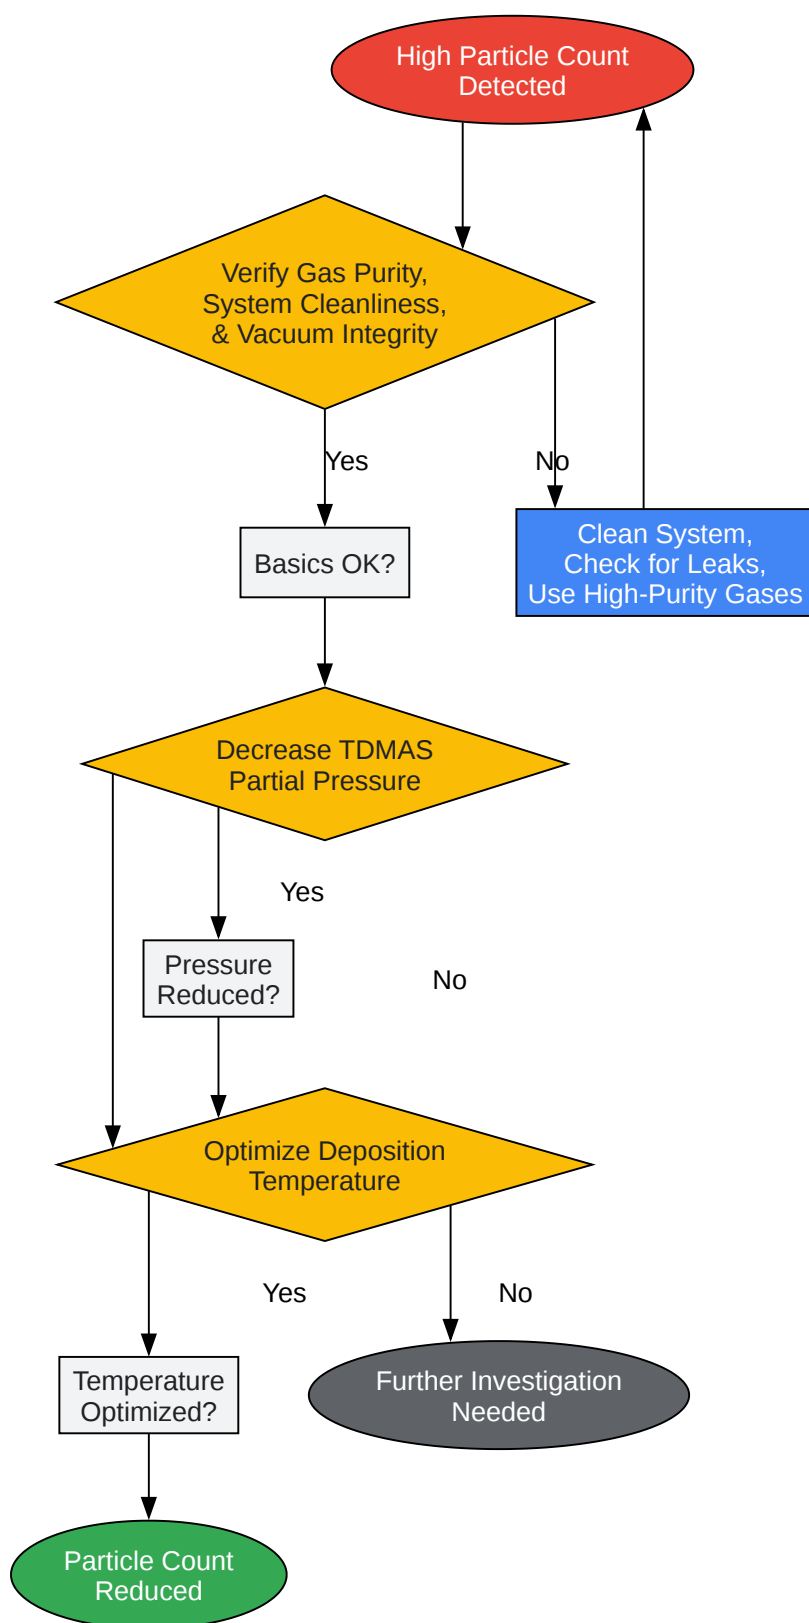 High Particle Count
Detected
Verify Gas Purity,
System Cleanliness,
& Vacuum Integrity
Yes
No
Basics OK?
Clean System,
Check for Leaks,
Use High-Purity Gases
Decrease TDMAS
Partial Pressure
Yes
Pressure
Reduced?
No
Optimize Deposition
Temperature
Yes
No
Temperature
Optimized?
Further Investigation
Needed
Particle Count
Reduced